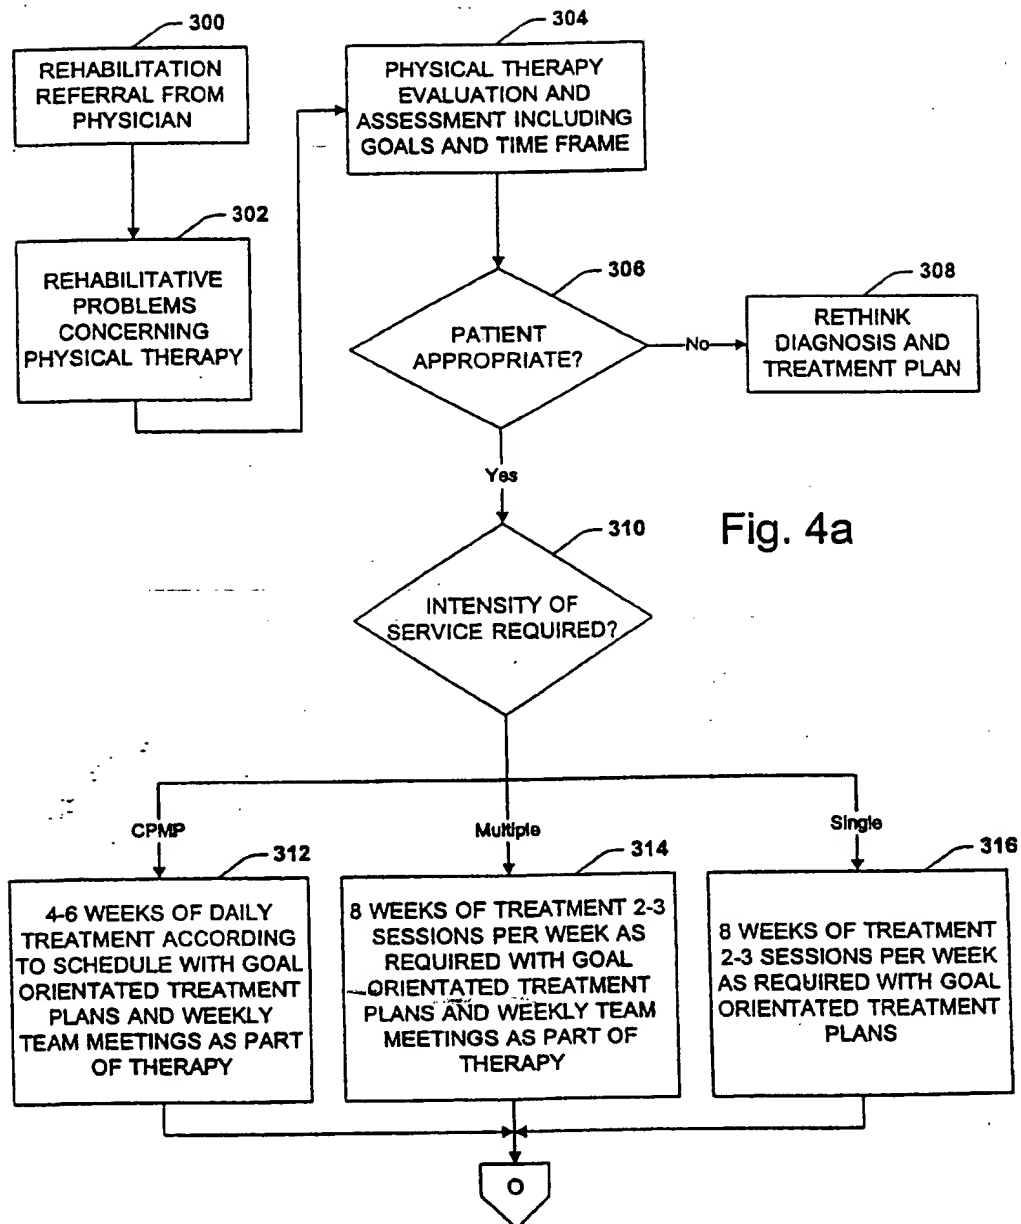 300
REHABILITATION
REFERRAL FROM
PHYSICIAN
302
REHABILITATIVE
PROBLEMS
CONCERNING
PHYSICAL THERAPY
304
PHYSICAL THERAPY
EVALUATION AND
ASSESSMENT INCLUDING
GOALS AND TIME FRAME
306
PATIENT
APPROPRIATE?
No
308
RETHINK
DIAGNOSIS AND
TREATMENT PLAN
Yes
310
INTENSITY OF
SERVICE REQUIRED?
Fig. 4a
CPMP
312
4-6 WEEKS OF DAILY
TREATMENT ACCORDING
TO SCHEDULE WITH GOAL
ORIENTATED TREATMENT
PLANS AND WEEKLY
TEAM MEETINGS AS PART
OF THERAPY
Multiple
314
8 WEEKS OF TREATMENT 2-3
SESSIONS PER WEEK AS
REQUIRED WITH GOAL
ORIENTATED TREATMENT
PLANS AND WEEKLY TEAM
MEETINGS AS PART OF
THERAPY
Single
316
8 WEEKS OF TREATMENT
2-3 SESSIONS PER WEEK
AS REQUIRED WITH GOAL
ORIENTATED TREATMENT
PLANS
O